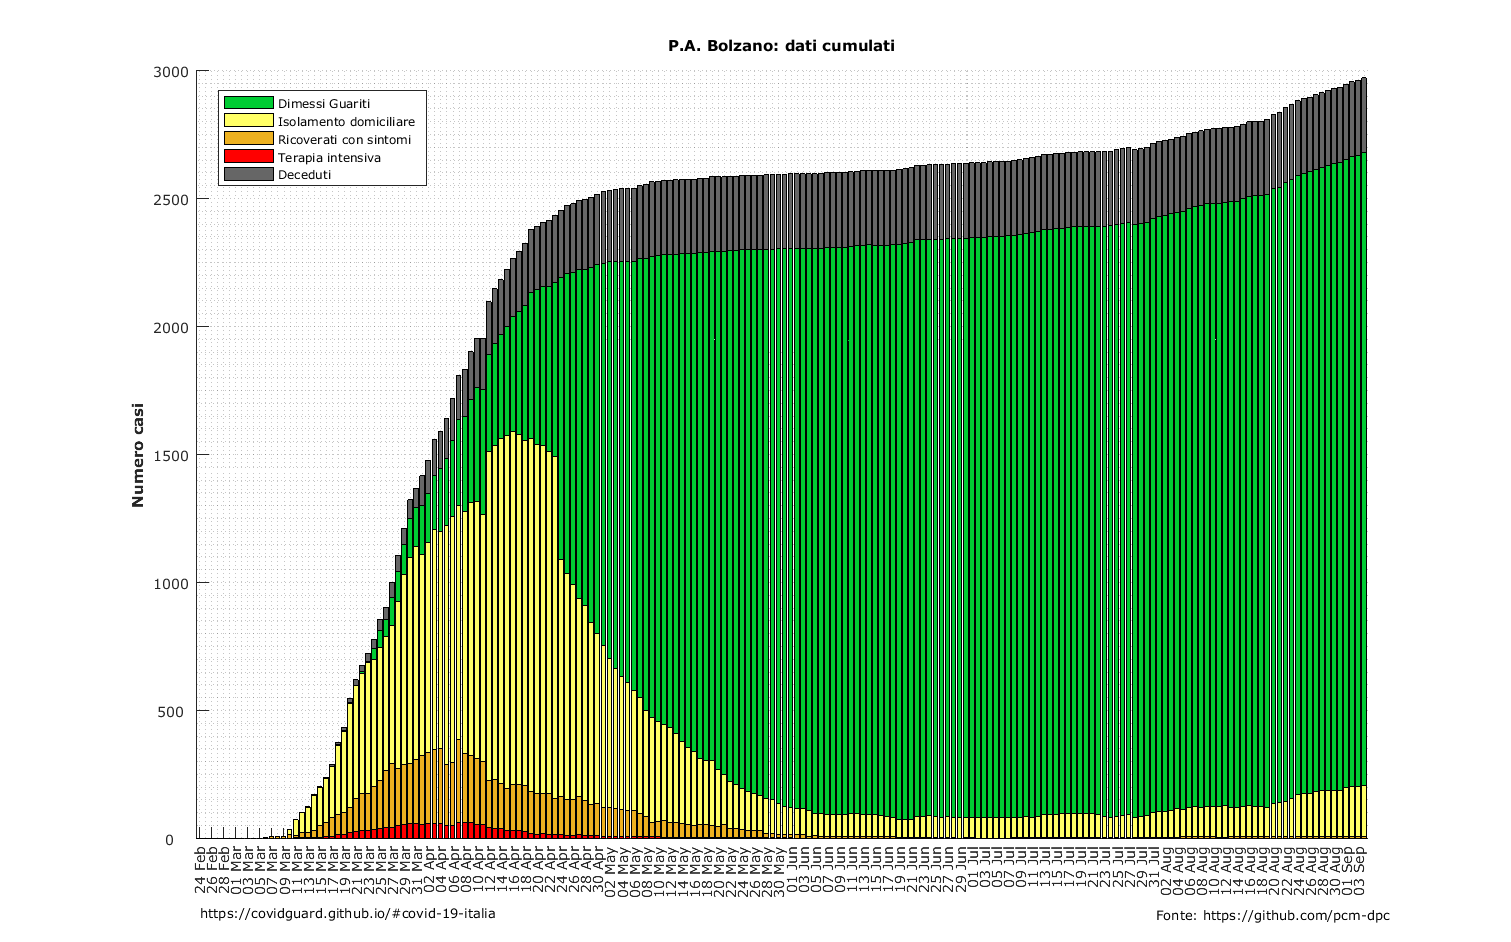 P.A. Bolzano: dati cumulati
Numero casi
3000
2500
2000
1500
1000
500
0
Dimessi Guariti
Isolamento domiciliare
Ricoverati con sintomi
Terapia intensiva
Deceduti
24 Feb
26 Feb
28 Feb
01 Mar
03 Mar
05 Mar
07 Mar
09 Mar
11 Mar
13 Mar
15 Mar
17 Mar
19 Mar
21 Mar
23 Mar
25 Mar
27 Mar
29 Mar
31 Mar
02 Apr
04 Apr
06 Apr
08 Apr
10 Apr
12 Apr
14 Apr
16 Apr
18 Apr
20 Apr
22 Apr
24 Apr
26 Apr
28 Apr
30 Apr
02 May
04 May
06 May
08 May
10 May
12 May
14 May
16 May
18 May
20 May
22 May
24 May
26 May
28 May
30 May
01 Jun
03 Jun
05 Jun
07 Jun
09 Jun
11 Jun
13 Jun
15 Jun
17 Jun
19 Jun
21 Jun
23 Jun
25 Jun
27 Jun
29 Jun
01 Jul
03 Jul
05 Jul
07 Jul
09 Jul
11 Jul
13 Jul
15 Jul
17 Jul
19 Jul
21 Jul
23 Jul
25 Jul
27 Jul
29 Jul
31 Jul
02 Aug
04 Aug
06 Aug
08 Aug
10 Aug
12 Aug
14 Aug
16 Aug
18 Aug
20 Aug
22 Aug
24 Aug
26 Aug
28 Aug
30 Aug
01 Sep
03 Sep
https://covidguard.github.io/#covid-19-italia
Fonte: https://github.com/pcm-dpc